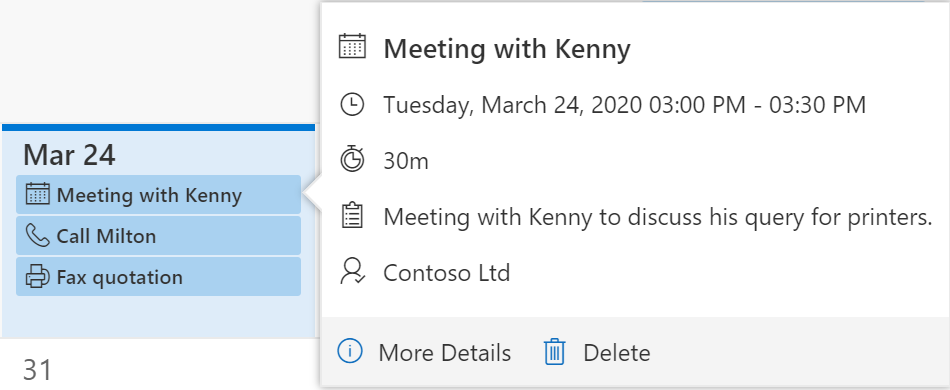 Mar 24
Meeting with Kenny
Call Milton
Fax quotation
31
Meeting with Kenny
Tuesday, March 24, 2020 03:00 PM - 03:30 PM
30m
Meeting with Kenny to discuss his query for printers.
Contoso Ltd
More Details Delete